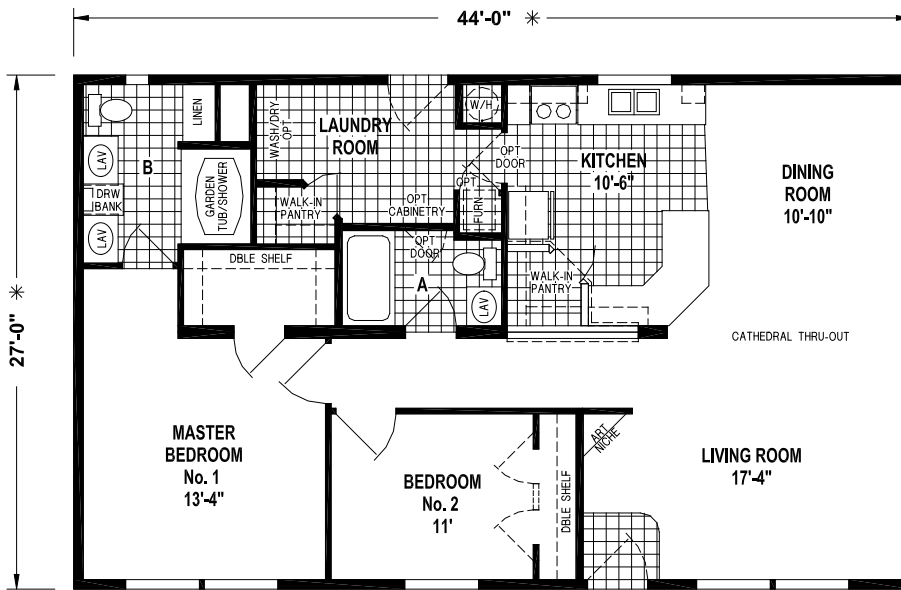 44'-0" ✳
27'-0" ✳
LINEN
WASH/DRY
OPT
LAUNDRY
ROOM
W/H
OPT
DOOR
KITCHEN
10'-6"
DINING
ROOM
10'-10"
LAV
B
DRW
BANK
LAV
GARDEN
TUB/SHOWER
WALK-IN
PANTRY
OPT
CABINETRY
OPT
FURN
DBLE SHELF
OPT
DOOR
A
LAV
WALK-IN
PANTRY
CATHEDRAL THRU-OUT
MASTER
BEDROOM
No. 1
13'-4"
BEDROOM
No. 2
11'
DBLE SHELF
ART
NICHE
LIVING ROOM
17'-4"